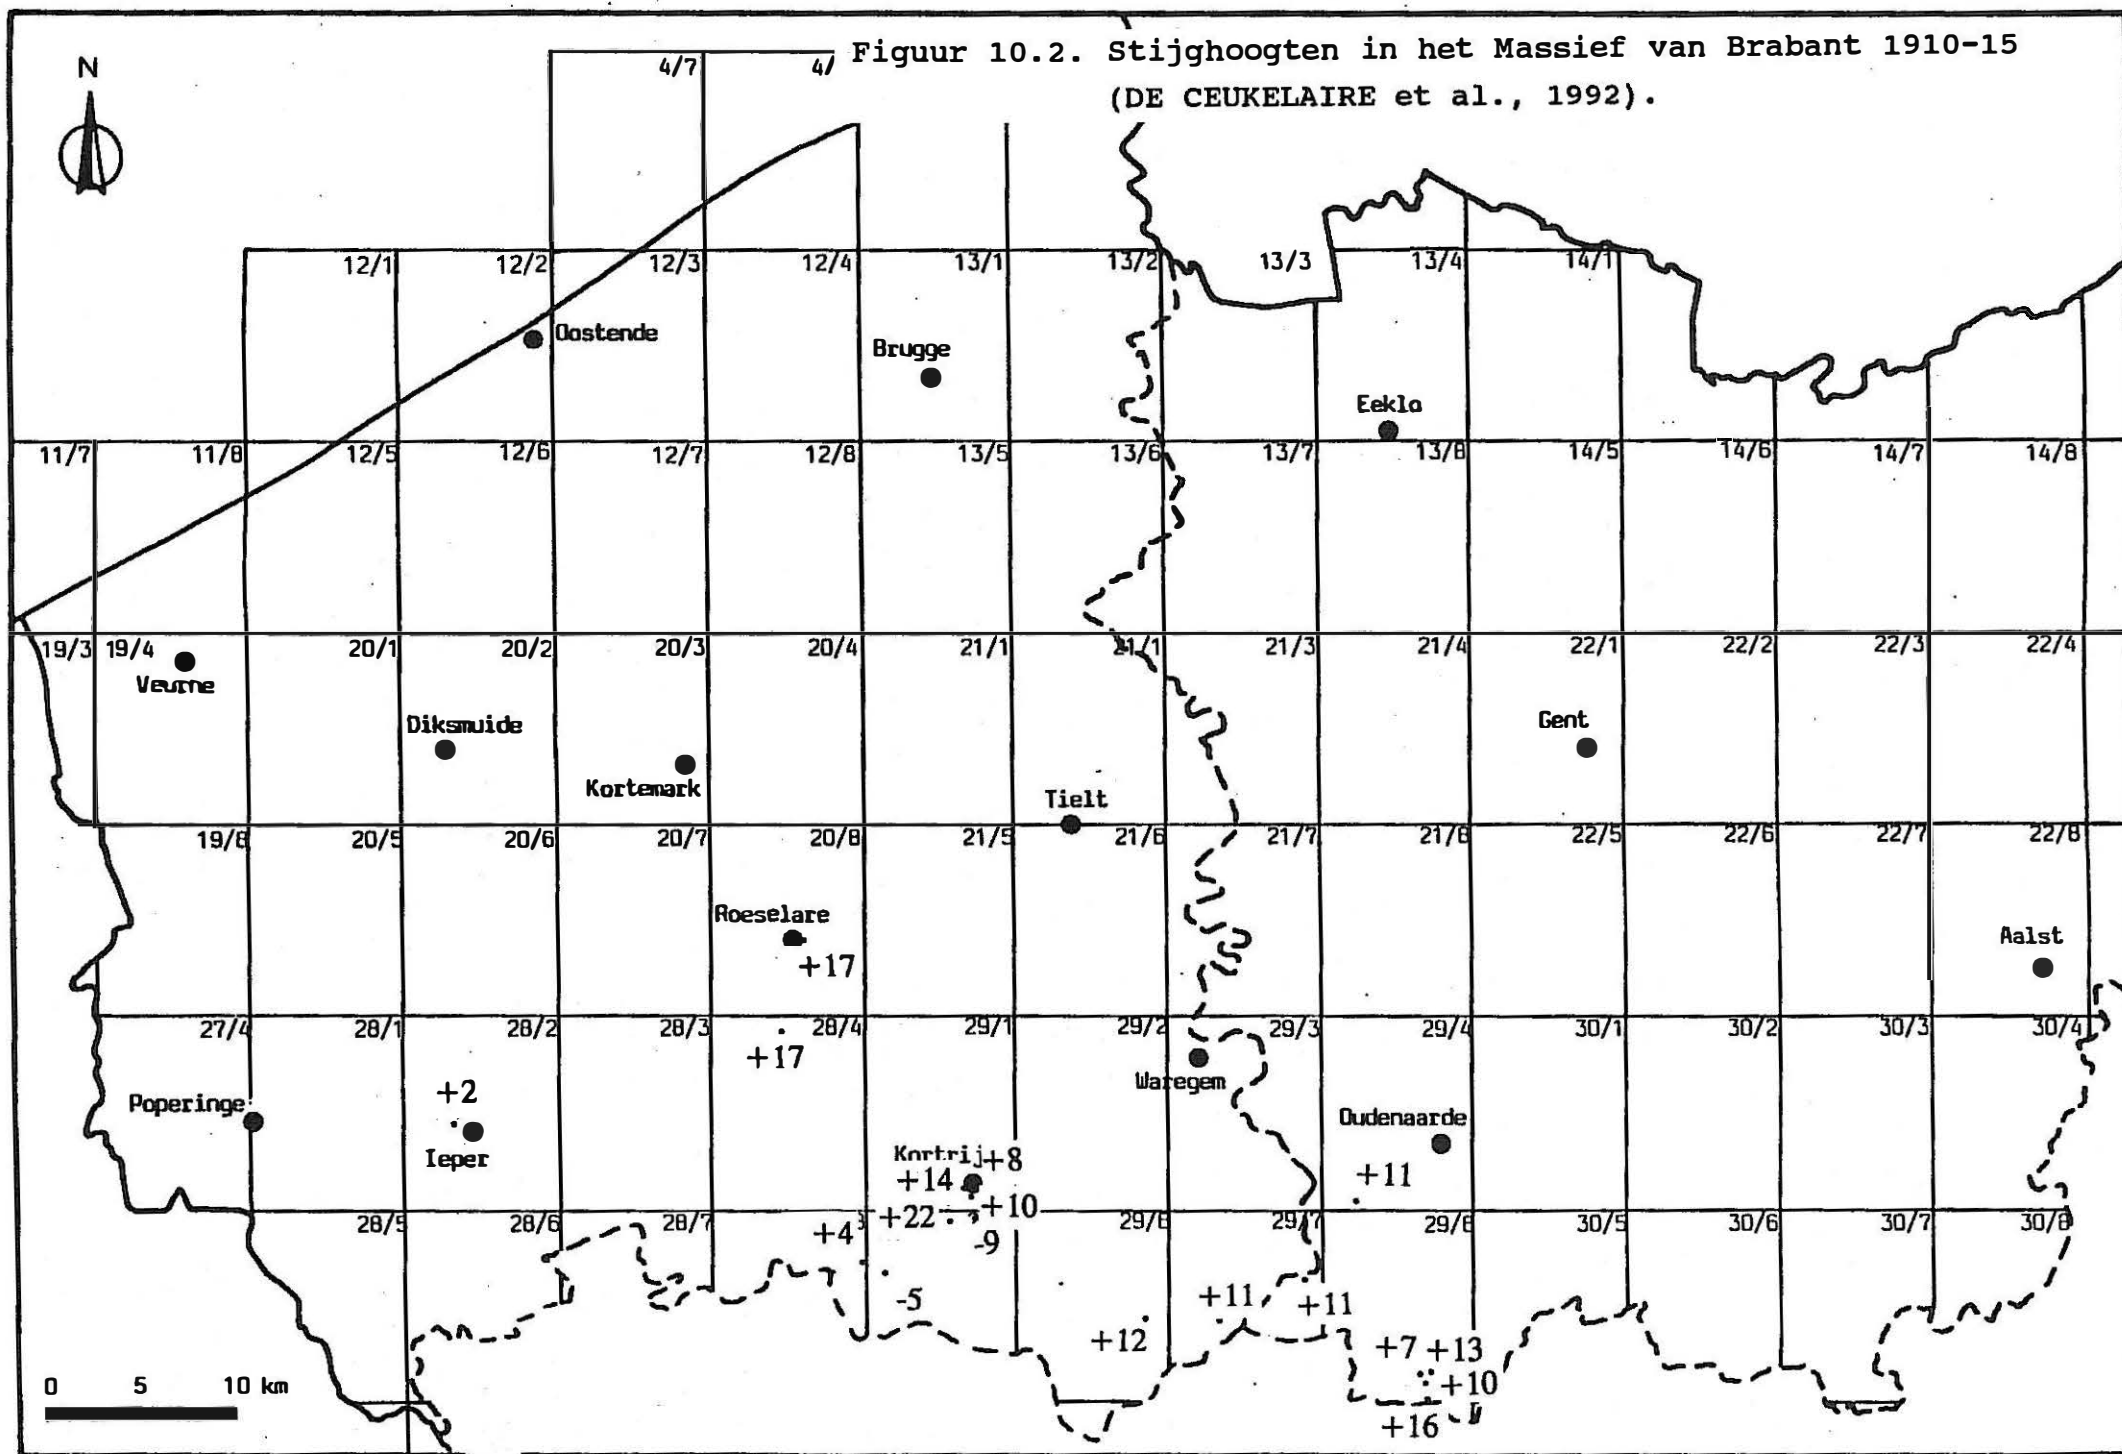 Figuur 10.2. Stijghoogten in het Massief van Brabant 1910-15
(DE CEUKELAIRE et al., 1992).
N
4/7 4/
12/1 12/2 12/3 12/4 13/1 13/2 13/3 13/4 14/1
Oostende
Brugge
Eeklo
11/7 11/8 12/5 12/6 12/7 12/8 13/5 13/6 13/7 13/8 14/5 14/6 14/7 14/8
19/3 19/4 20/1 20/2 20/3 20/4 21/1 21/1 21/3 21/4 22/1 22/2 22/3 22/4
Veurne
Diksmuide
Gent
Kortemark
Tielt
19/8 20/5 20/6 20/7 20/8 21/5 21/6 21/7 21/8 22/5 22/6 22/7 22/8
Roeselare
Aalst
+17
27/4 28/1 28/2 28/3 28/4 29/1 29/2 29/3 29/4 30/1 30/2 30/3 30/4
+17
Waregem
+2
Poperinge
Oudenaarde
Ieper
Kortrij +8
+14
+11
+22 +10
28/5 28/6 28/7 29/6 29/7 29/8 30/5 30/6 30/7 30/8
+4
-9
-5
+11 +11
+12
+7 +13
+10
+16
0 5 10 km